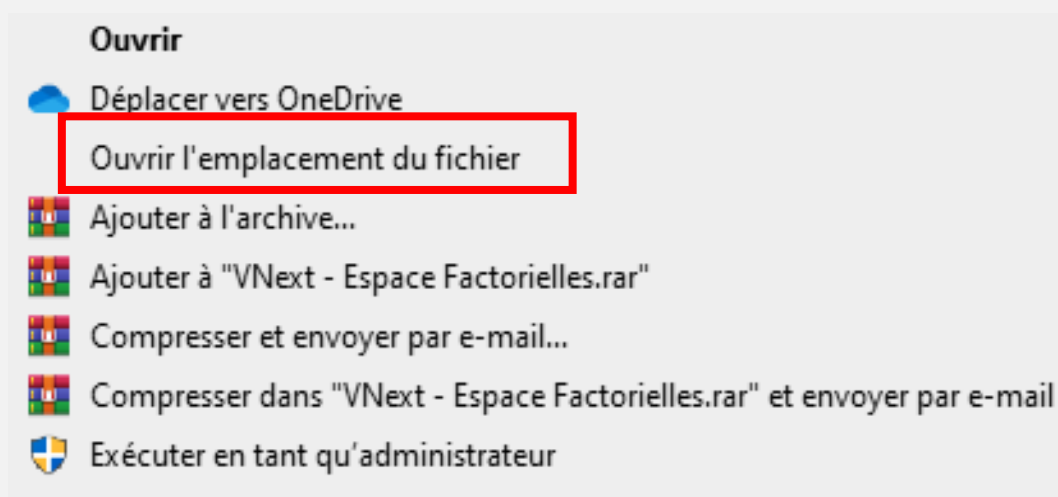 Ouvrir
Déplacer vers OneDrive
Ouvrir l'emplacement du fichier
Ajouter à l'archive...
Ajouter à "VNext - Espace Factorielles.rar"
Compresser et envoyer par e-mail...
Compresser dans "VNext - Espace Factorielles.rar" et envoyer par e-mail
Exécuter en tant qu'administrateur